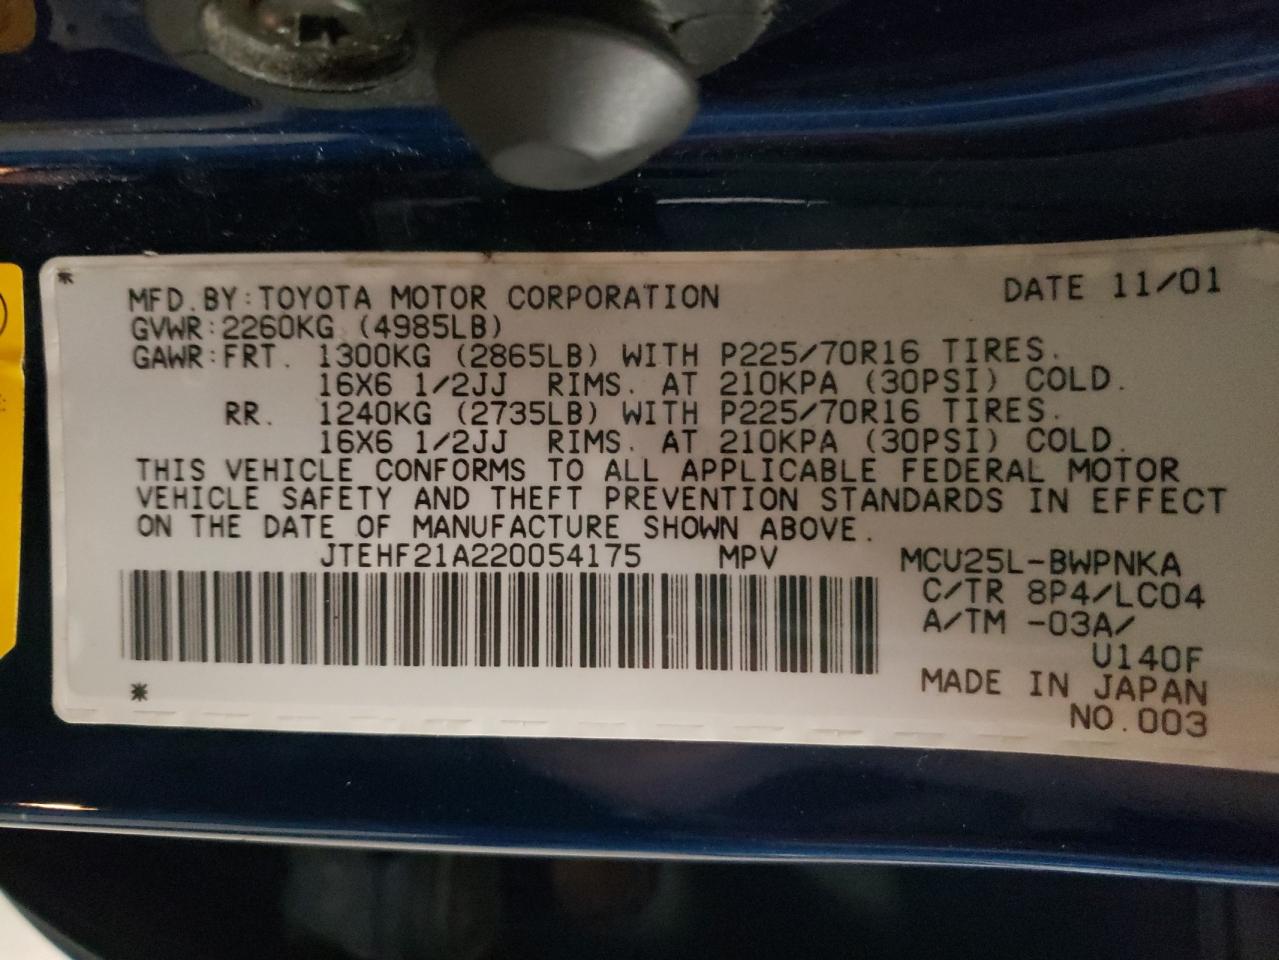 MFD.BY:TOYOTA MOTOR CORPORATION DATE 11/01
GVWR:2260KG (4985LB)
GAWR:FRT. 1300KG (2865LB) WITH P225/70R16 TIRES.
16X6 1/2JJ RIMS. AT 210KPA (30PSI) COLD.
RR. 1240KG (2735LB) WITH P225/70R16 TIRES.
16X6 1/2JJ RIMS. AT 210KPA (30PSI) COLD.
THIS VEHICLE CONFORMS TO ALL APPLICABLE FEDERAL MOTOR
VEHICLE SAFETY AND THEFT PREVENTION STANDARDS IN EFFECT
ON THE DATE OF MANUFACTURE SHOWN ABOVE.
JTEHF21A220054175 MPV MCU25L-BWPNKA
C/TR 8P4/LC04
A/TM -03A/
U140F
MADE IN JAPAN
NO.003